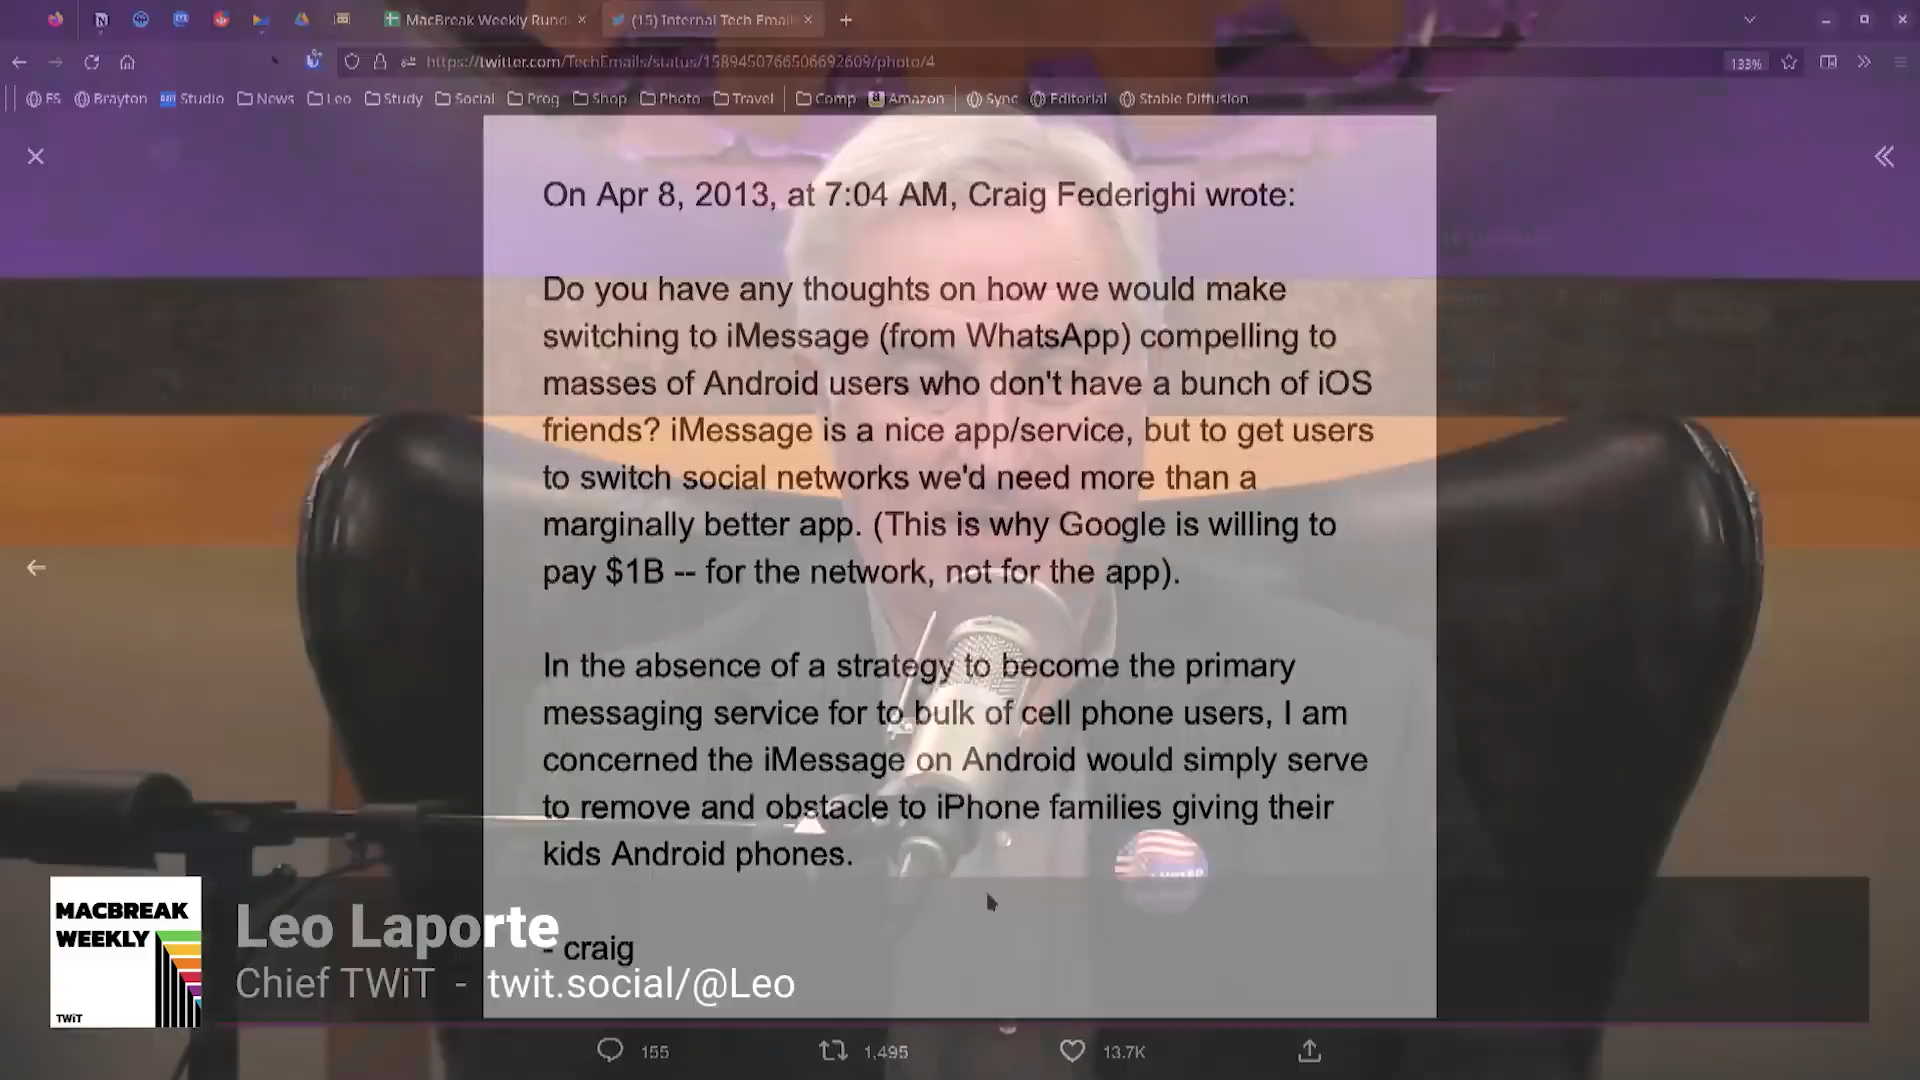 MacBreak Weekly Rund
(15) Internal Tech Email
https://twitter.com/TechEmails/status/1589450766506692609/photo/4
133%
FS
Brayton
Studio
News
Leo
Study
Social
Prog
Shop
Photo
Travel
Comp
Amazon
Sync
Editorial
Stable Diffusion
On Apr 8, 2013, at 7:04 AM, Craig Federighi wrote:
Do you have any thoughts on how we would make
switching to iMessage (from WhatsApp) compelling to
masses of Android users who don't have a bunch of iOS
friends? iMessage is a nice app/service, but to get users
to switch social networks we'd need more than a
marginally better app. (This is why Google is willing to
pay $1B -- for the network, not for the app).
In the absence of a strategy to become the primary
messaging service for to bulk of cell phone users, I am
concerned the iMessage on Android would simply serve
to remove and obstacle to iPhone families giving their
kids Android phones.
- craig
MACBREAK
WEEKLY
TWiT
Leo Laporte
Chief TWiT - twit.social/@Leo
155
1,495
13.7K